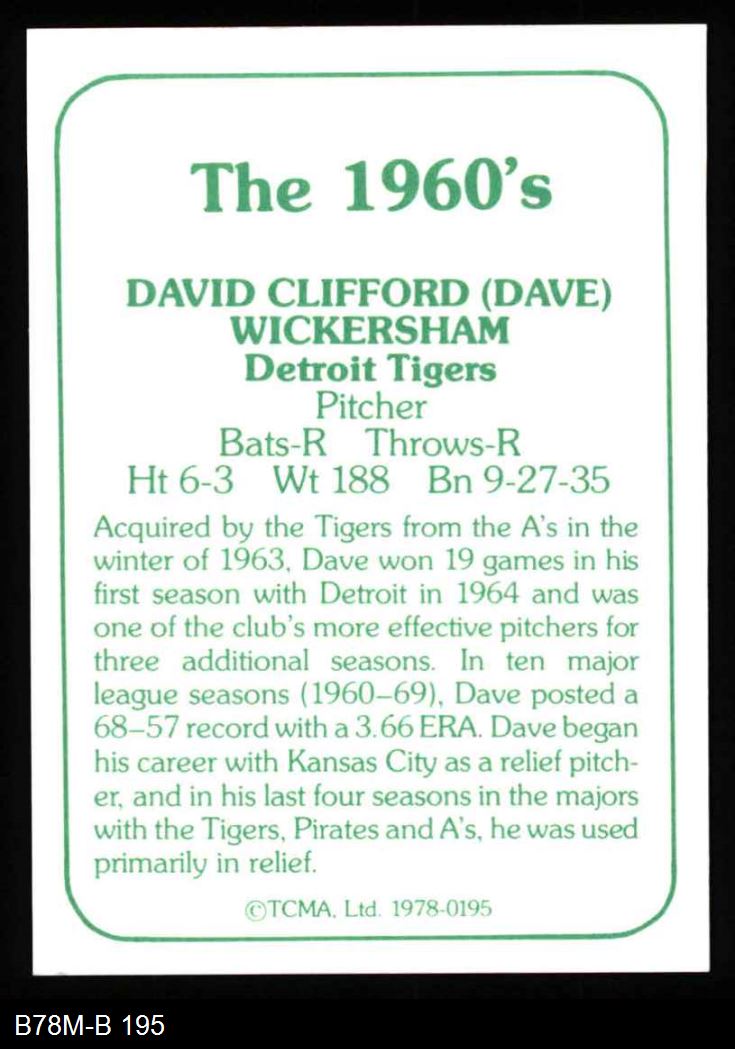 The 1960's
DAVID CLIFFORD (DAVE)
WICKERSHAM
Detroit Tigers
Pitcher
Bats-R Throws-R
Ht 6-3 Wt 188 Bn 9-27-35
Acquired by the Tigers from the A's in the
winter of 1963, Dave won 19 games in his
first season with Detroit in 1964 and was
one of the club's more effective pitchers for
three additional seasons. In ten major
league seasons (1960–69), Dave posted a
68–57 record with a 3.66 ERA. Dave began
his career with Kansas City as a relief pitch-
er, and in his last four seasons in the majors
with the Tigers, Pirates and A's, he was used
primarily in relief.
©TCMA, Ltd. 1978-0195
B78M-B 195